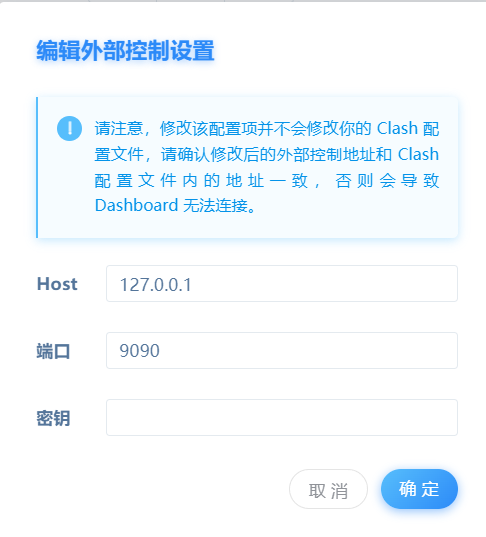 编辑外部控制设置
请注意，修改该配置项并不会修改你的 Clash 配
置文件，请确认修改后的外部控制地址和 Clash
配置文件内的地址一致，否则会导致
Dashboard 无法连接。
Host 127.0.0.1
端口 9090
密钥
取 消 确 定